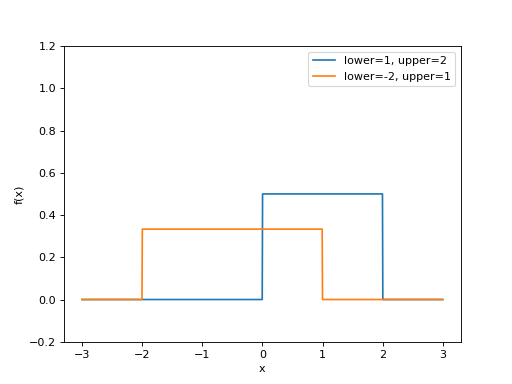 1.2
1.0
0.8
0.6
0.4
0.2
0.0
−0.2
f(x)
lower=1, upper=2
lower=-2, upper=1
−3 −2 −1 0 1 2 3
x